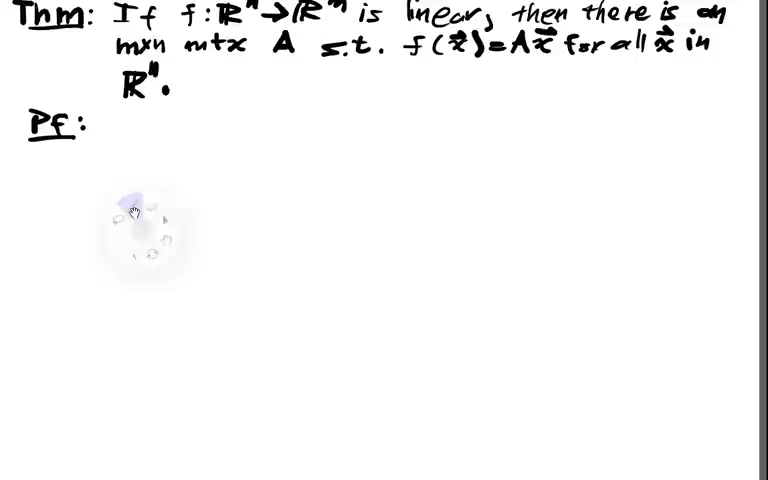 Thm: If f: ℝⁿ→ℝᵐ is linear, then there is an
m×n mtx A s.t. f(x⃗)=Ax⃗ for all x⃗ in
ℝⁿ.
Pf: